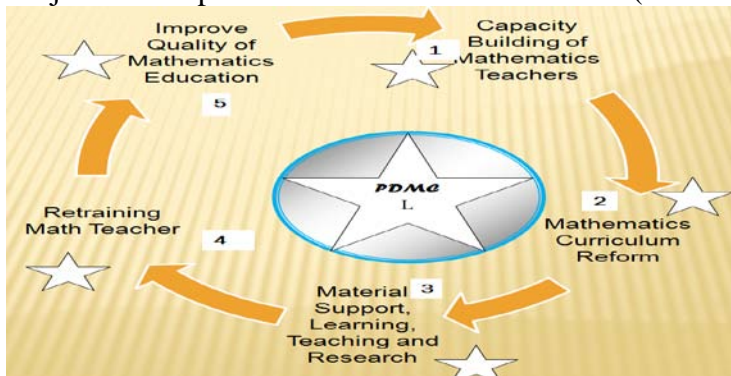 Improve
Quality of
Mathematics
Education
5
1
Capacity
Building of
Mathematics
Teachers
2
Mathematics
Curriculum
Reform
3
Material
Support,
Learning,
Teaching and
Research
4
Retraining
Math Teacher
PDMC
L